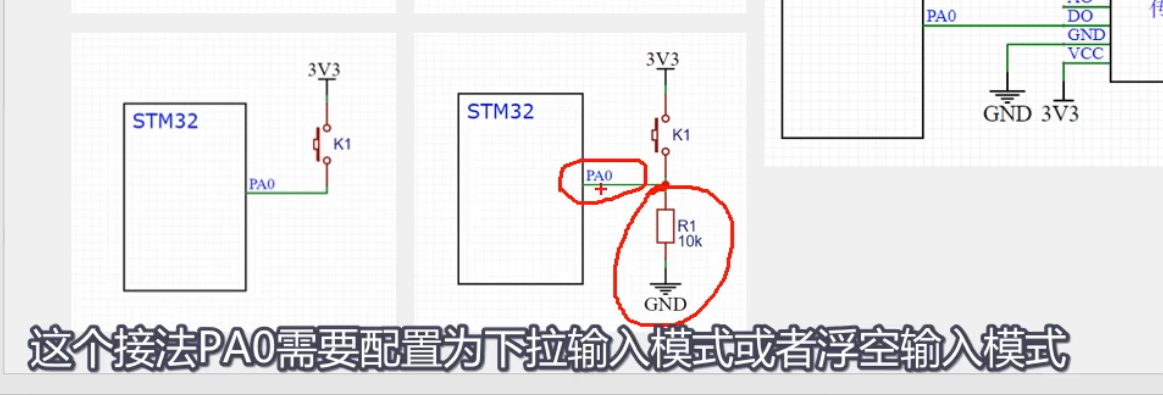 3V3
STM32
K1
PA0
3V3
STM32
K1
PA0
R1
10k
GND
PA0
DO
GND
VCC
GND 3V3
这个接法PA0需要配置为下拉输入模式或者浮空输入模式